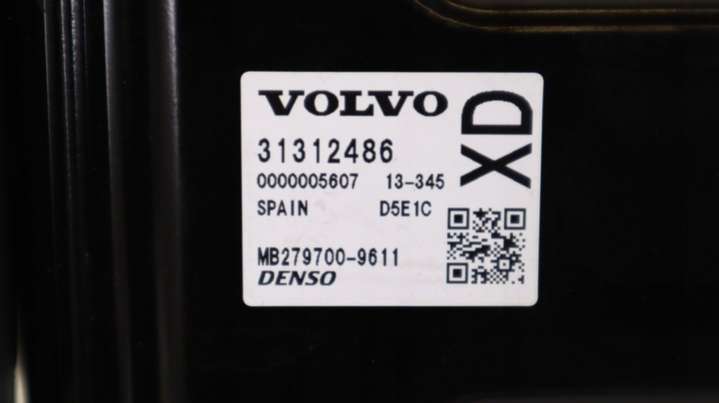 VOLVO
31312486
0000005607 13-345
SPAIN D5E1C
MB279700-9611
DENSO
XD